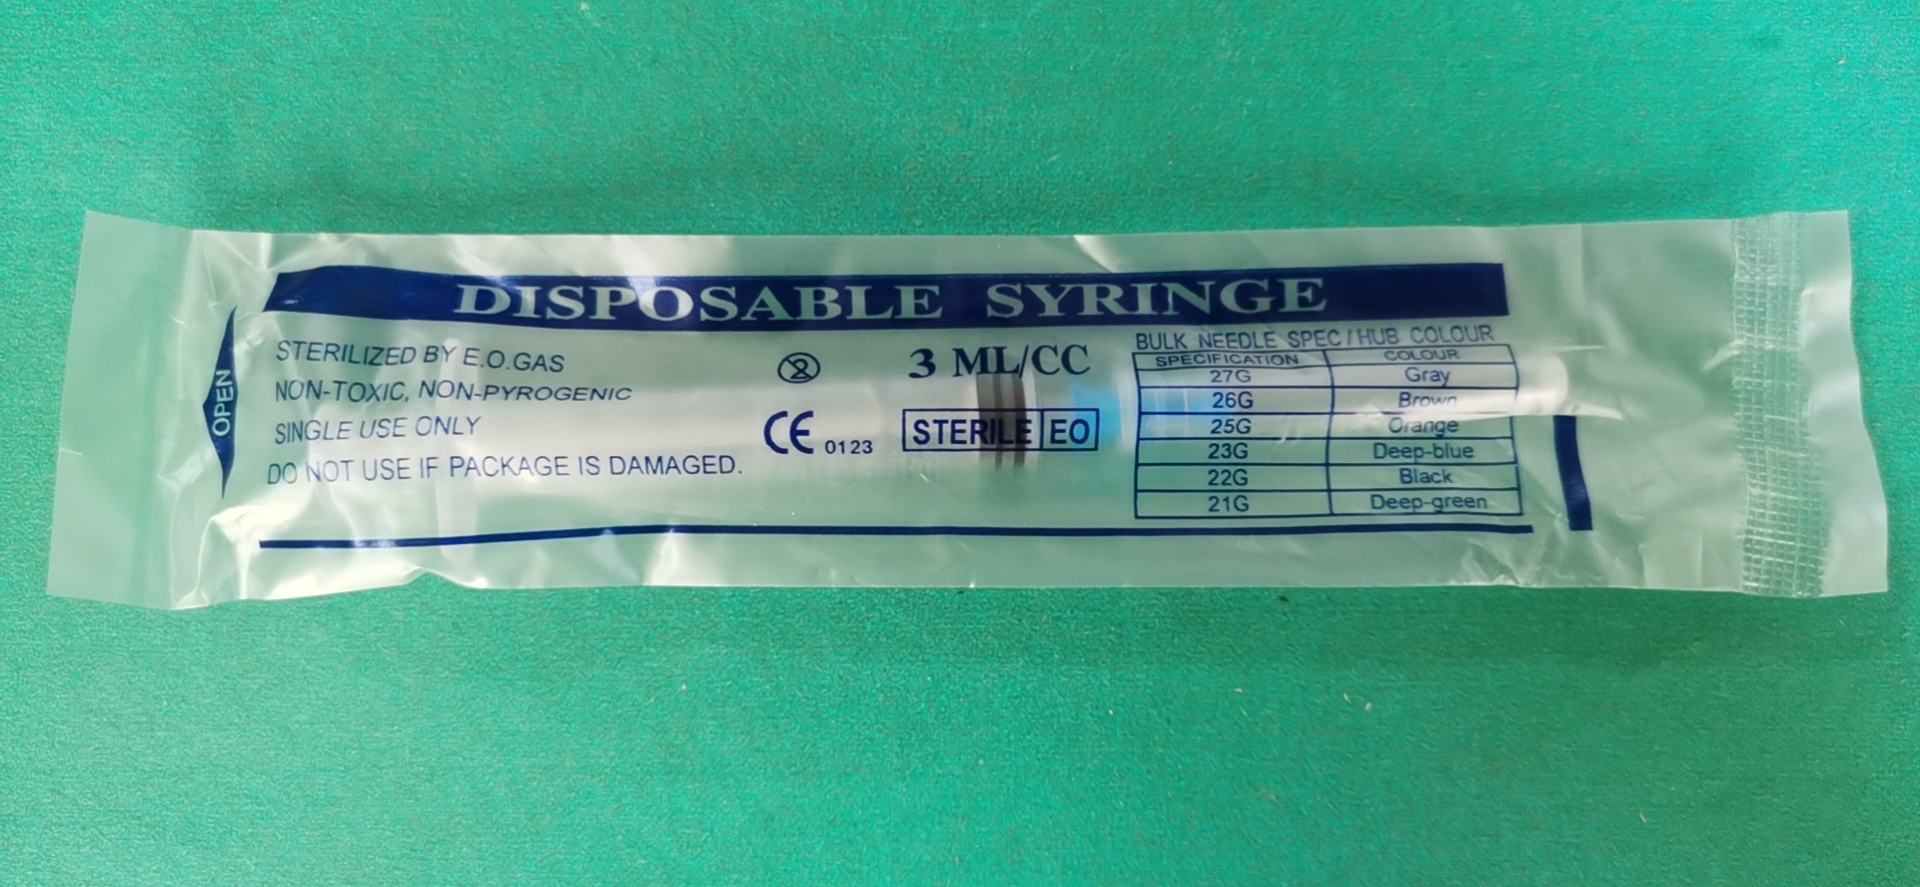 DISPOSABLE SYRINGE
OPEN
STERILIZED BY E.O.GAS
NON-TOXIC, NON-PYROGENIC
SINGLE USE ONLY
DO NOT USE IF PACKAGE IS DAMAGED.
2
CE 0123
3 ML/CC
STERILE EO
BULK NEEDLE SPEC/HUB COLOUR
SPECIFICATION COLOUR
27G Gray
26G Brown
25G Orange
23G Deep-blue
22G Black
21G Deep-green